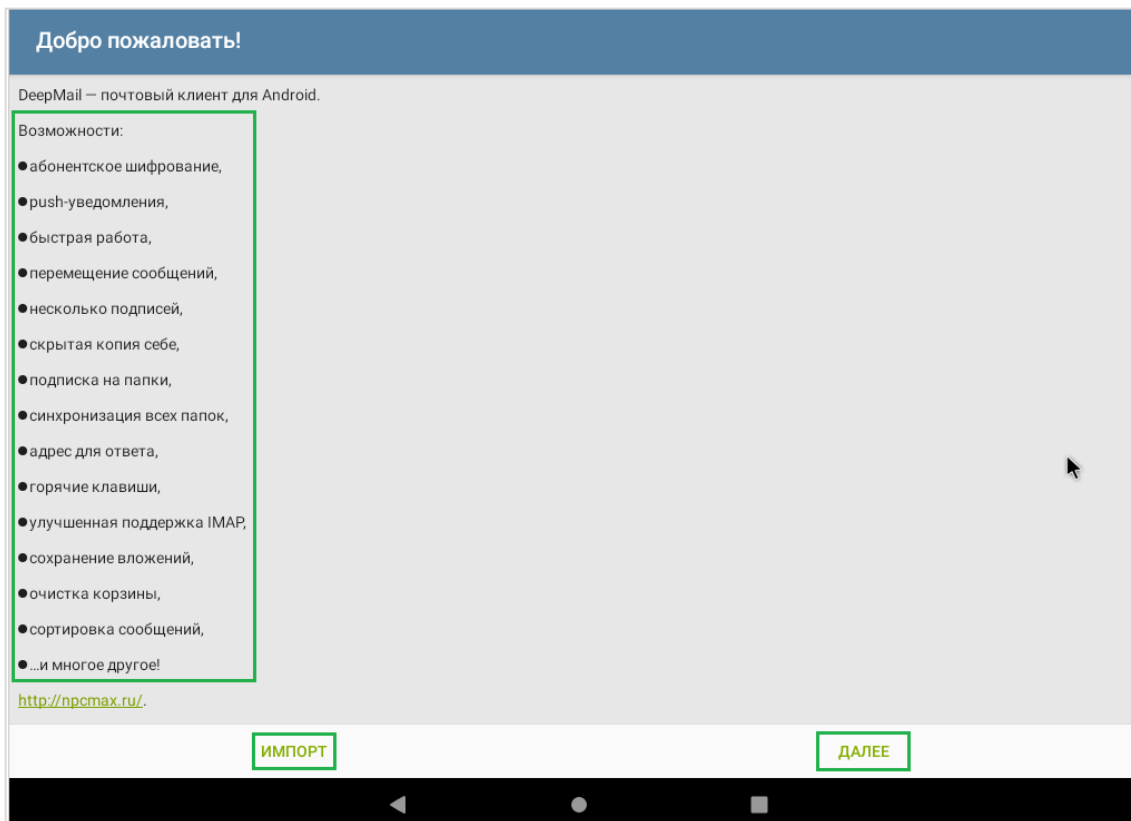 Добро пожаловать!
DeepMail — почтовый клиент для Android.
Возможности:
●абонентское шифрование,
●push-уведомления,
●быстрая работа,
●перемещение сообщений,
●несколько подписей,
●скрытая копия себе,
●подписка на папки,
●синхронизация всех папок,
●адрес для ответа,
●горячие клавиши,
●улучшенная поддержка IMAP,
●сохранение вложений,
●очистка корзины,
●сортировка сообщений,
●...и многое другое!
http://npcmax.ru/.
ИМПОРТ
ДАЛЕЕ